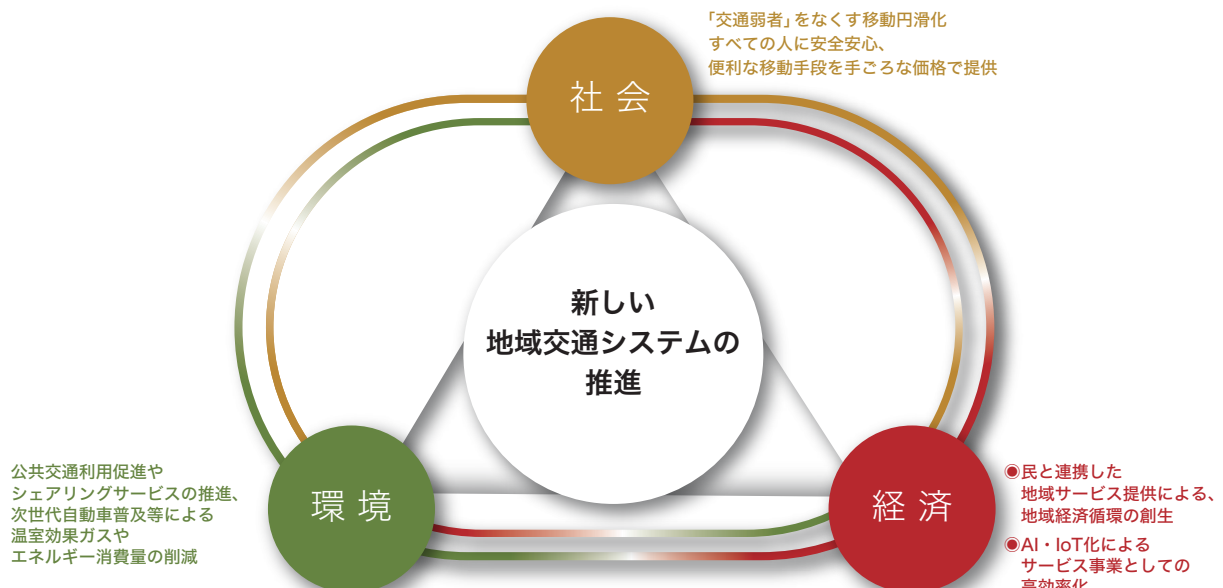 「交通弱者」をなくす移動円滑化
すべての人に安全安心、
便利な移動手段を手ごろな価格で提供
社会
新しい
地域交通システムの
推進
環境
公共交通利用促進や
シェアリングサービスの推進、
次世代自動車普及等による
温室効果ガスや
エネルギー消費量の削減
経済
◉民と連携した
地域サービス提供による、
地域経済循環の創生
◉AI・IoT化による
サービス事業としての
高効率化